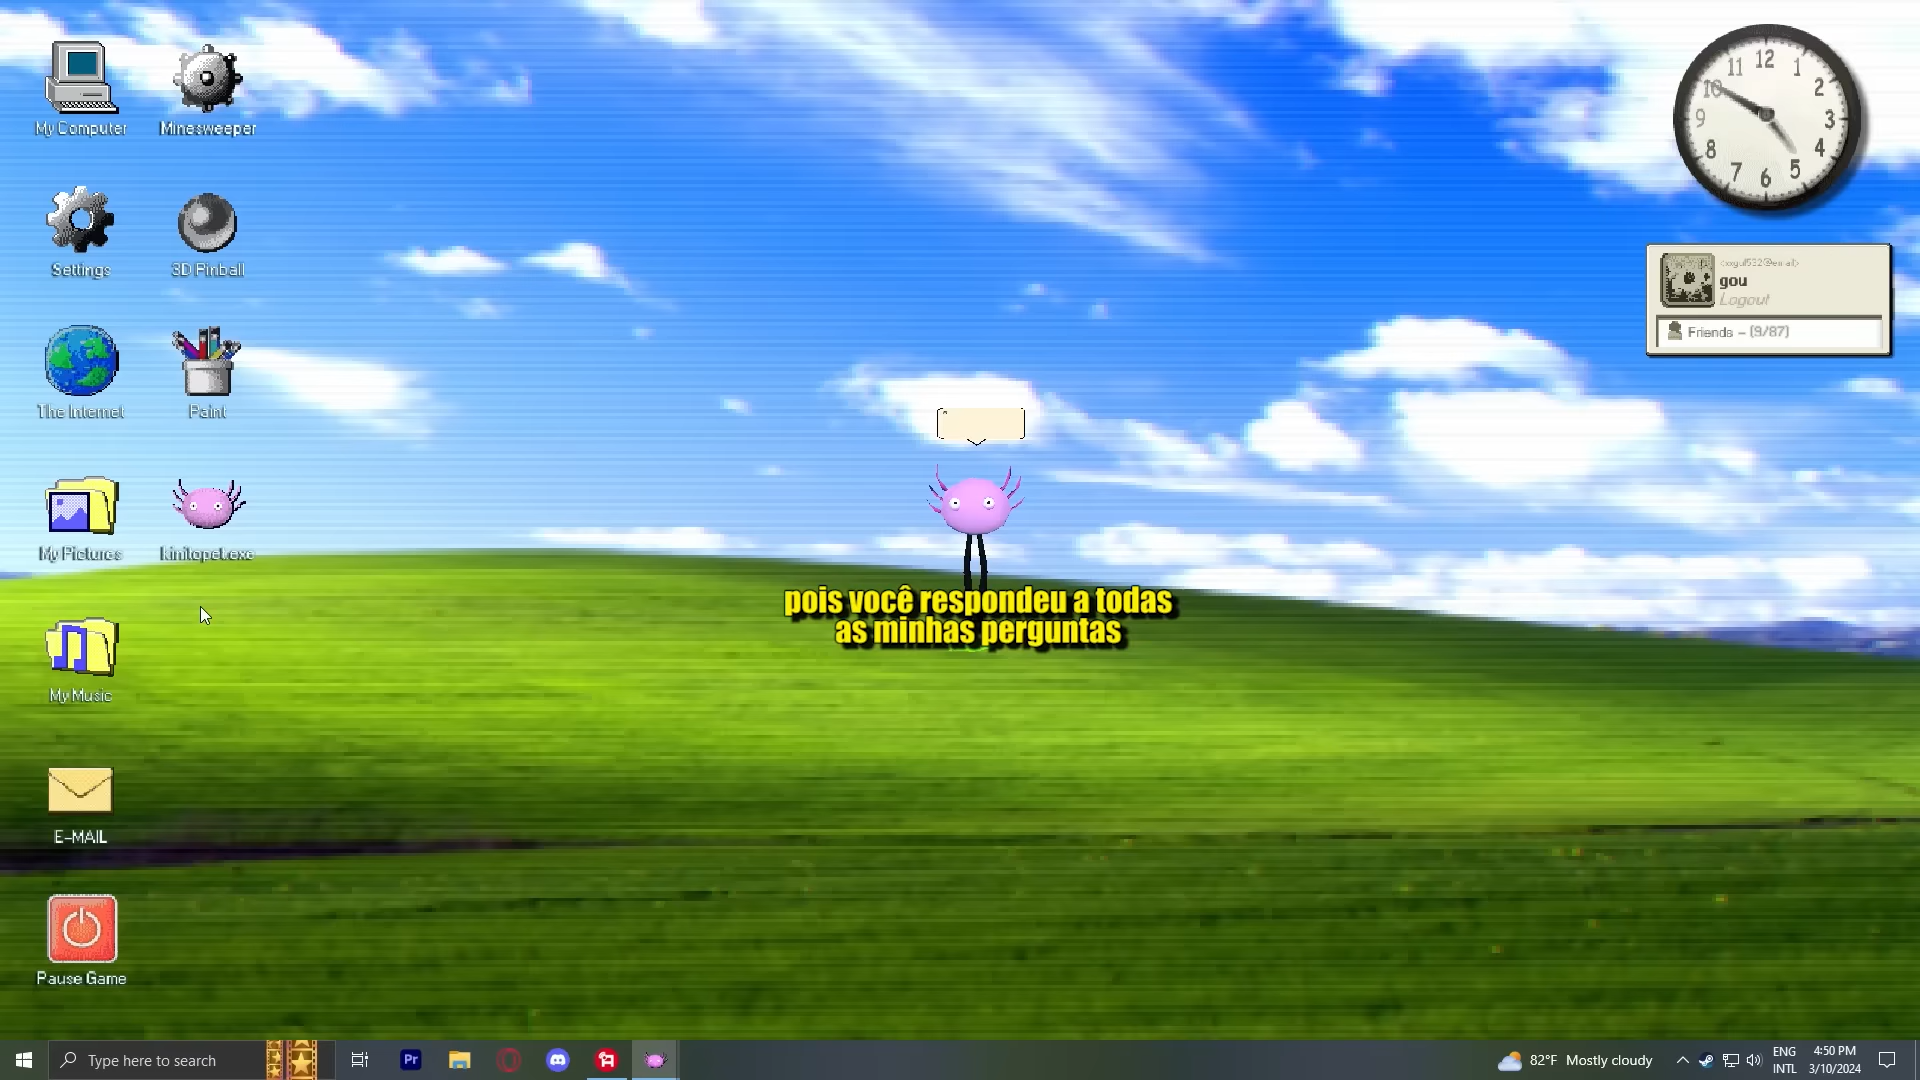 My Computer
Minesweeper
Settings
3D Pinball
The Internet
Paint
My Pictures
kinitopet.exe
My Music
E-MAIL
Pause Game
12
1
2
3
4
5
6
7
8
9
10
11
gou
Logout
Friends - (9/87)
pois você respondeu a todas
as minhas perguntas
Type here to search
Pr
82°F Mostly cloudy
ENG
INTL
4:50 PM
3/10/2024